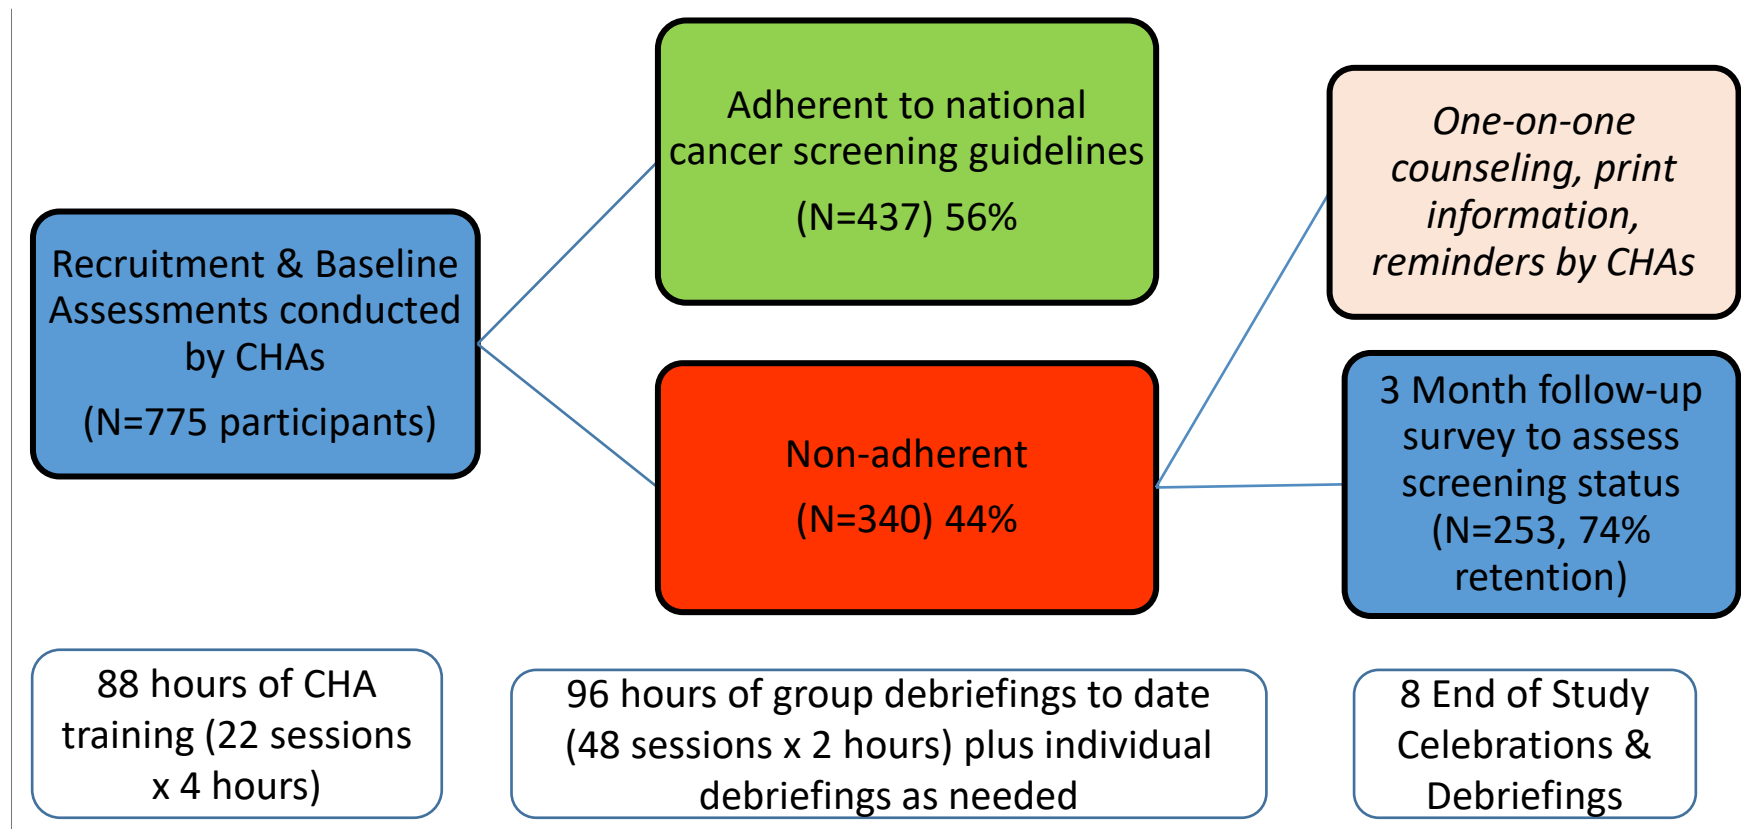 Recruitment & Baseline
Assessments conducted
by CHAs
(N=775 participants)
Adherent to national
cancer screening guidelines
(N=437) 56%
Non-adherent
(N=340) 44%
One-on-one
counseling, print
information,
reminders by CHAs
3 Month follow-up
survey to assess
screening status
(N=253, 74%
retention)
88 hours of CHA
training (22 sessions
x 4 hours)
96 hours of group debriefings to date
(48 sessions x 2 hours) plus individual
debriefings as needed
8 End of Study
Celebrations &
Debriefings